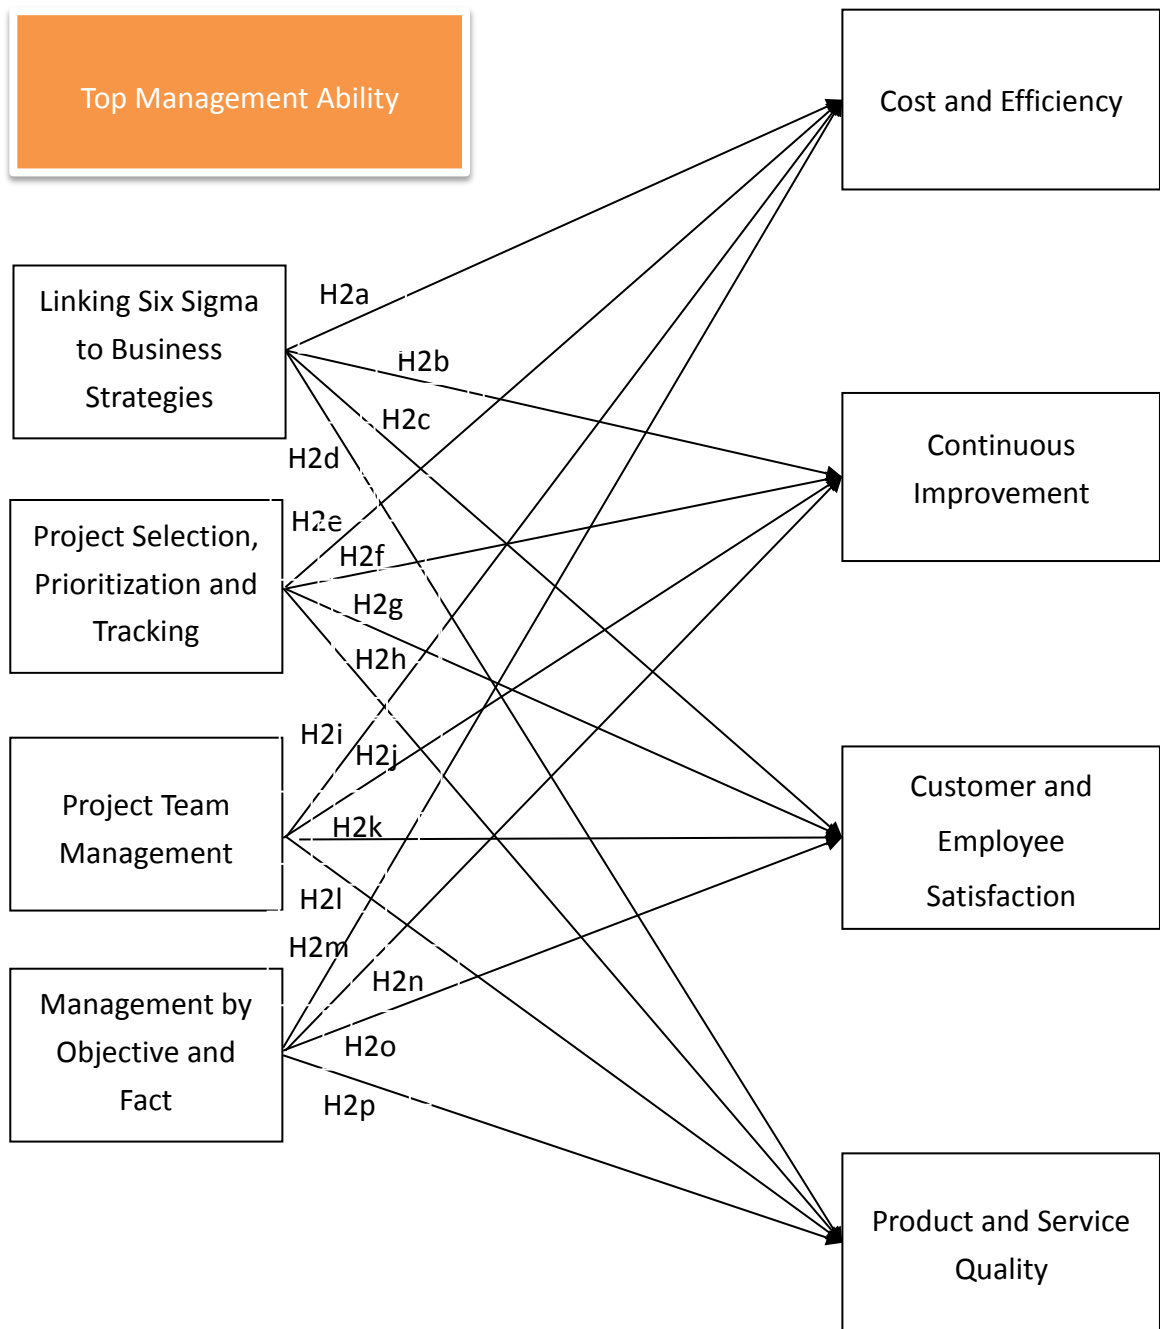 Top Management Ability
Cost and Efficiency
Linking Six Sigma
to Business
Strategies
H2a
H2b
H2c
H2d
Continuous
Improvement
Project Selection,
Prioritization and
Tracking
H2e
H2f
H2g
H2h
Project Team
Management
H2i
H2j
H2k
H2l
Customer and
Employee
Satisfaction
Management by
Objective and
Fact
H2m
H2n
H2o
H2p
Product and Service
Quality